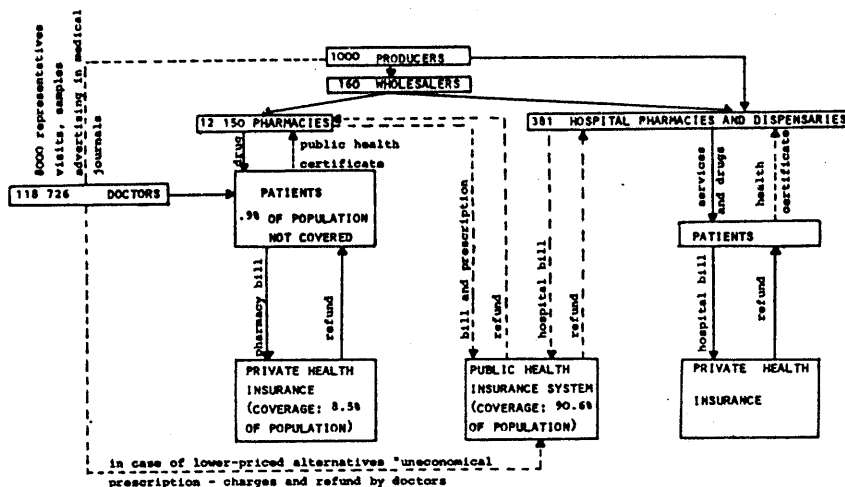 8000 representatives
visits, samples
advertising in medical
journals
1000 PRODUCERS
160 WHOLESALERS
12 150 PHARMACIES
381 HOSPITAL PHARMACIES AND DISPENSARIES
drug
public health
certificate
services
and drugs
health
certificate
118 726 DOCTORS
PATIENTS
.9% OF POPULATION
NOT COVERED
PATIENTS
pharmacy bill
refund
bill and prescription
refund
hospital bill
refund
hospital bill
refund
PRIVATE HEALTH
INSURANCE
(COVERAGE: 8.5%
OF POPULATION)
PUBLIC HEALTH
INSURANCE SYSTEM
(COVERAGE: 90.6%
OF POPULATION)
PRIVATE HEALTH
INSURANCE
in case of lower-priced alternatives "uneconomical
prescription - charges and refund by doctors